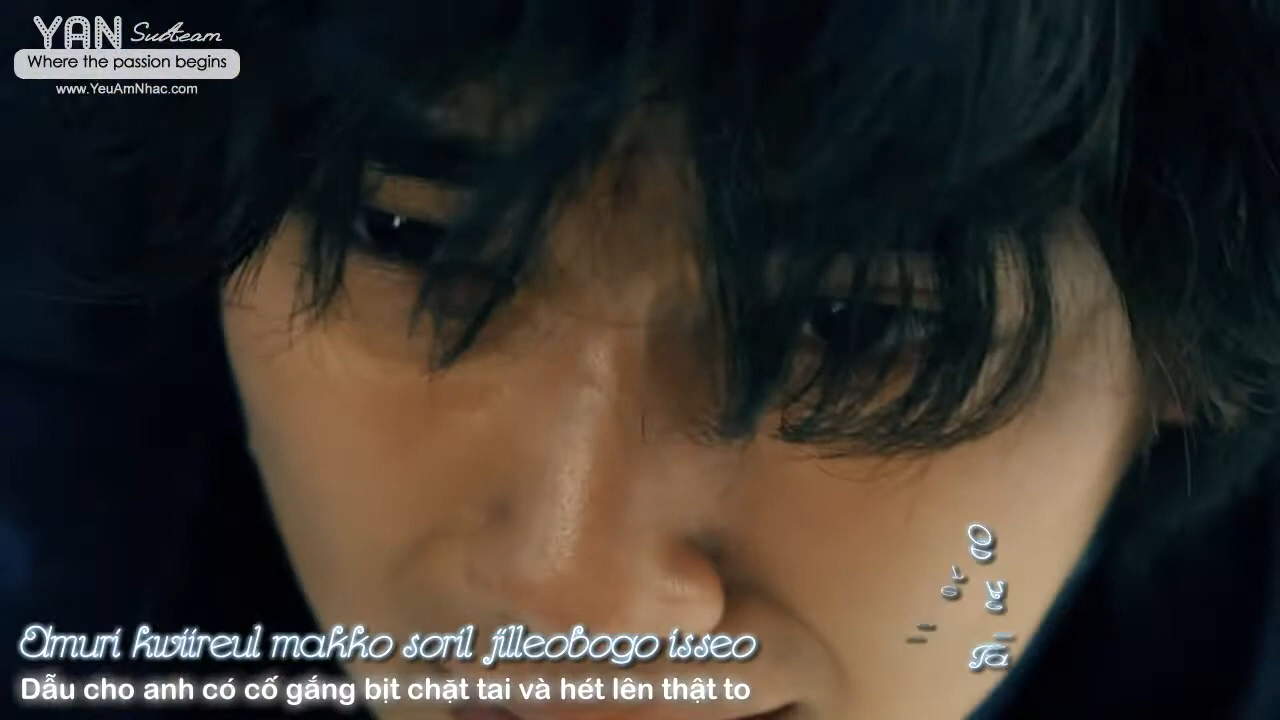 YAN Subteam
Where the passion begins
www.YeuAmNhac.com
Amuri kwiireul makko soril jilleobogo isseo
Dẫu cho anh có cố gắng bịt chặt tai và hét lên thật to